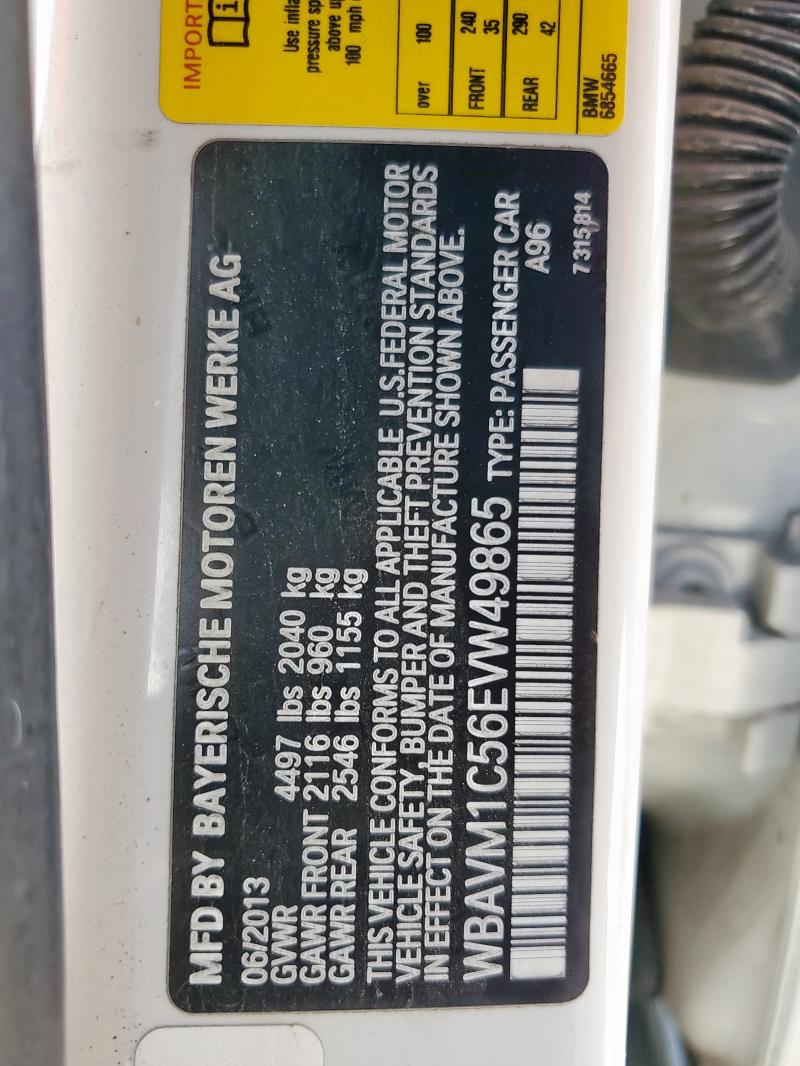 IMPORT
Use infla
pressure sp
above up
100 mph
over 100
FRONT 240 35
REAR 290 42
BMW
6854665
MFD BY BAYERISCHE MOTOREN WERKE AG
06/2013
GVWR 4497 lbs 2040 kg
GAWR FRONT 2116 lbs 960 kg
GAWR REAR 2546 lbs 1155 kg
THIS VEHICLE CONFORMS TO ALL APPLICABLE U.S.FEDERAL MOTOR
VEHICLE SAFETY, BUMPER AND THEFT PREVENTION STANDARDS
IN EFFECT ON THE DATE OF MANUFACTURE SHOWN ABOVE.
WBAVM1C56EVW49865 TYPE: PASSENGER CAR
A96
7 315 814